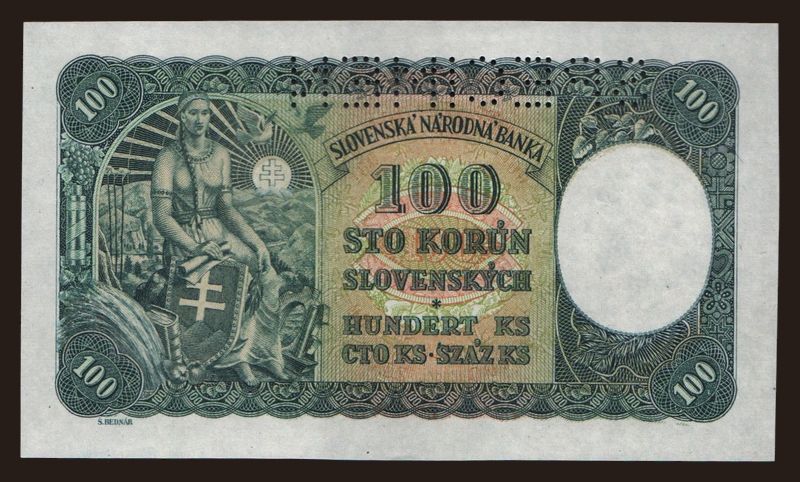 100
100
SLOVENSKÁ NÁRODNÁ BANKA
100
STO KORÚN
SLOVENSKÝCH
*
HUNDERT KS
CTO KS · SZÁZ KS
100
100
S. BEDNÁR